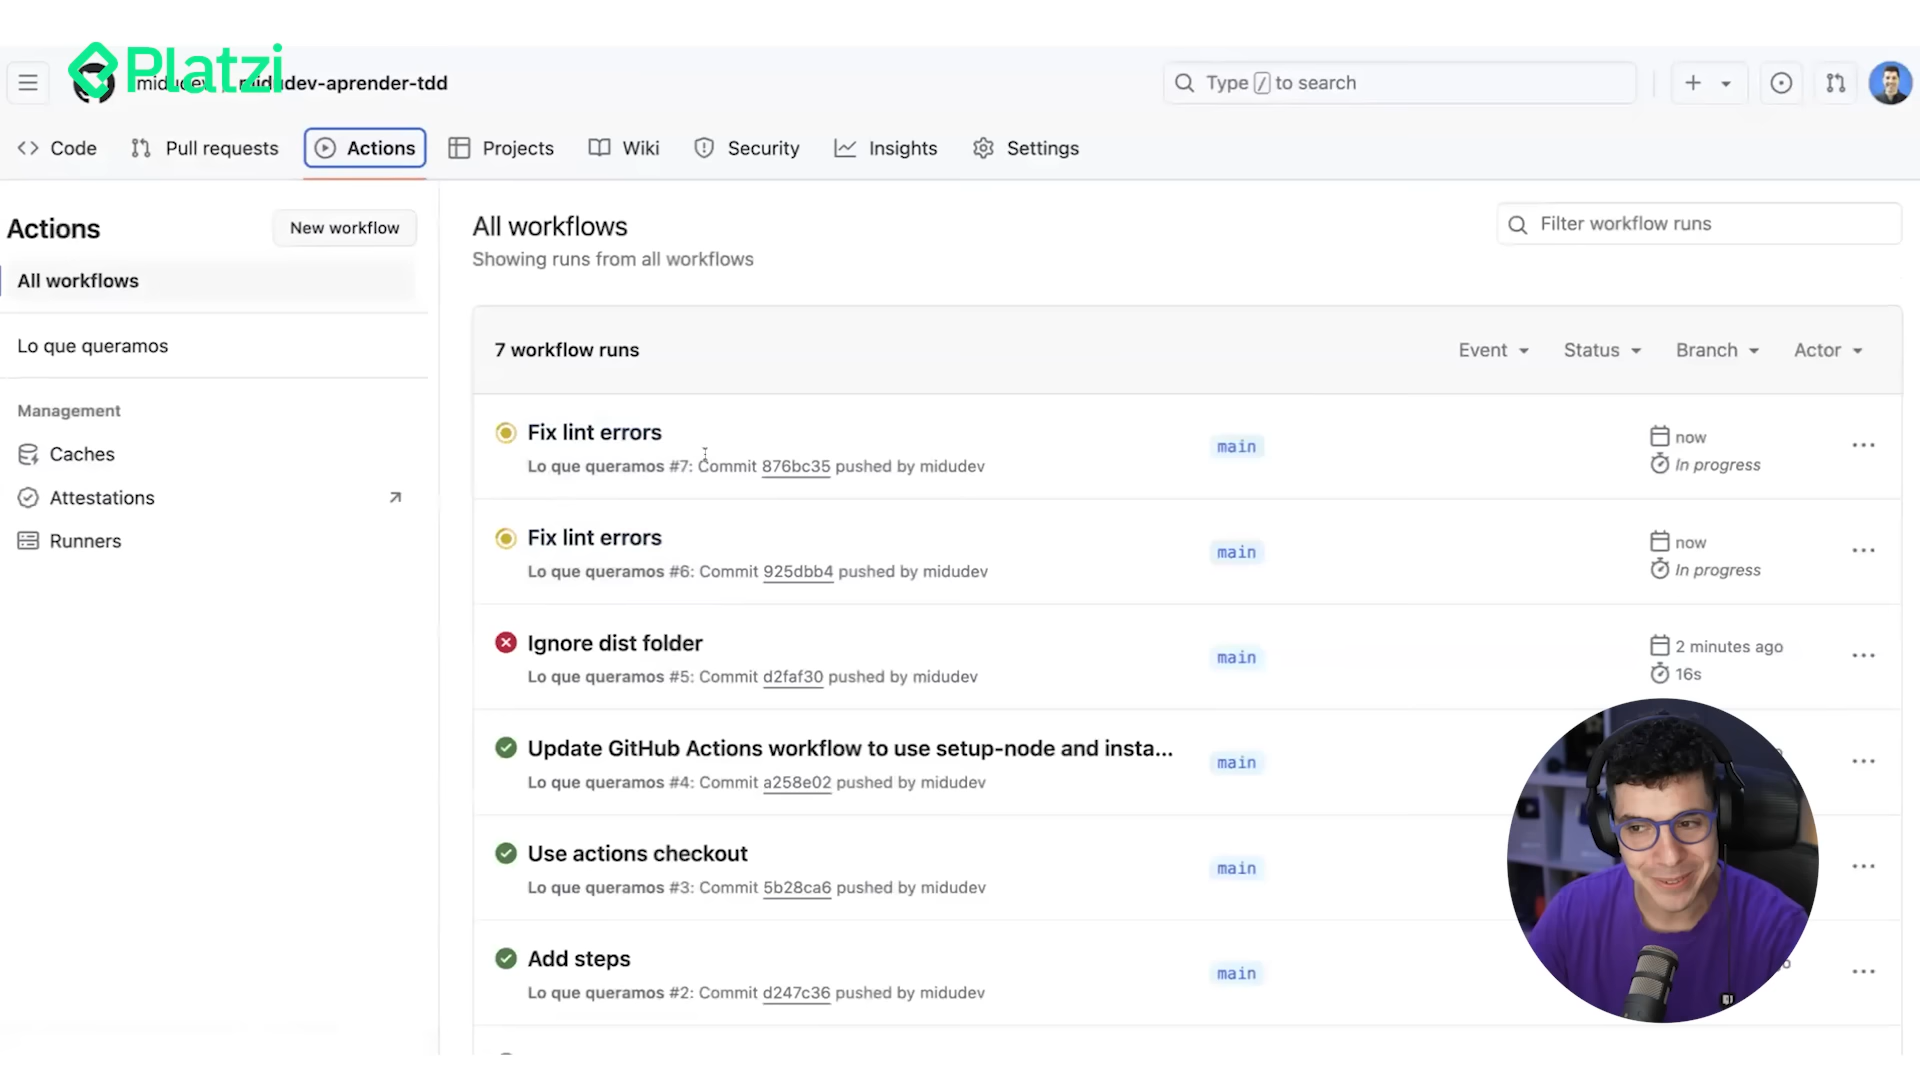 Platzi
midudev-aprender-tdd
Type / to search
Code
Pull requests
Actions
Projects
Wiki
Security
Insights
Settings
Actions
New workflow
All workflows
Lo que queramos
Management
Caches
Attestations
Runners
All workflows
Showing runs from all workflows
Filter workflow runs
7 workflow runs
Event
Status
Branch
Actor
Fix lint errors
Lo que queramos #7: Commit 876bc35 pushed by midudev
main
now
In progress
Fix lint errors
Lo que queramos #6: Commit 925dbb4 pushed by midudev
main
now
In progress
Ignore dist folder
Lo que queramos #5: Commit d2faf30 pushed by midudev
main
2 minutes ago
16s
Update GitHub Actions workflow to use setup-node and insta...
Lo que queramos #4: Commit a258e02 pushed by midudev
main
Use actions checkout
Lo que queramos #3: Commit 5b28ca6 pushed by midudev
main
Add steps
Lo que queramos #2: Commit d247c36 pushed by midudev
main